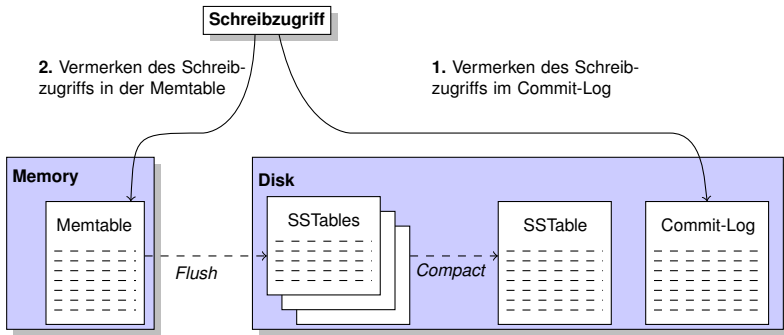 Schreibzugriff
2. Vermerken des Schreib-
zugriffs in der Memtable
1. Vermerken des Schreib-
zugriffs im Commit-Log
Memory
Disk
Memtable
SSTables
SSTable
Commit-Log
Flush
Compact